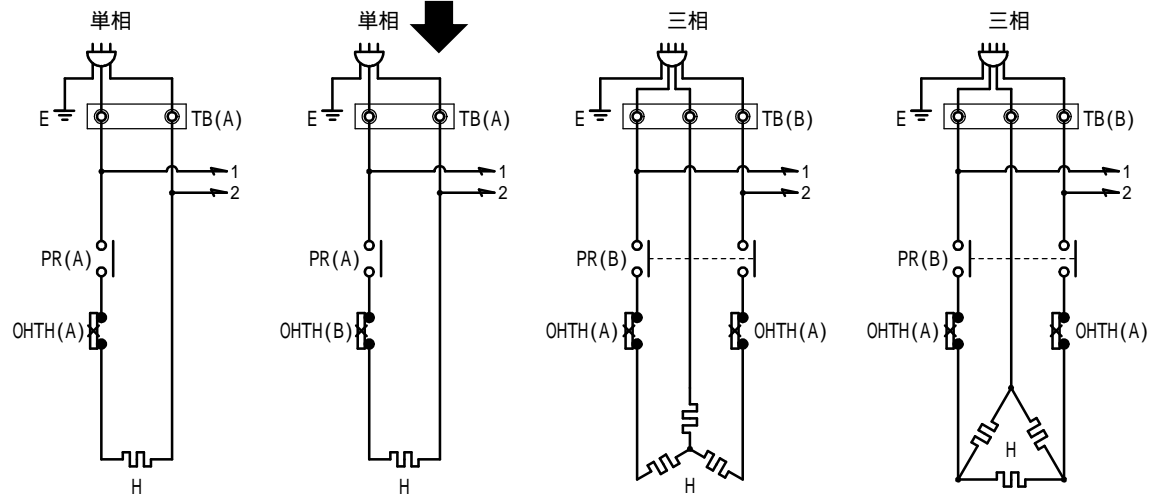 単相 単相 三相 三相
E TB(A) E TB(A) E TB(B) E TB(B)
1 1 1 1
2 2 2 2
PR(A) PR(A) PR(B) PR(B)
OHTH(A) OHTH(B) OHTH(A) OHTH(A) OHTH(A) OHTH(A)
H
H H H